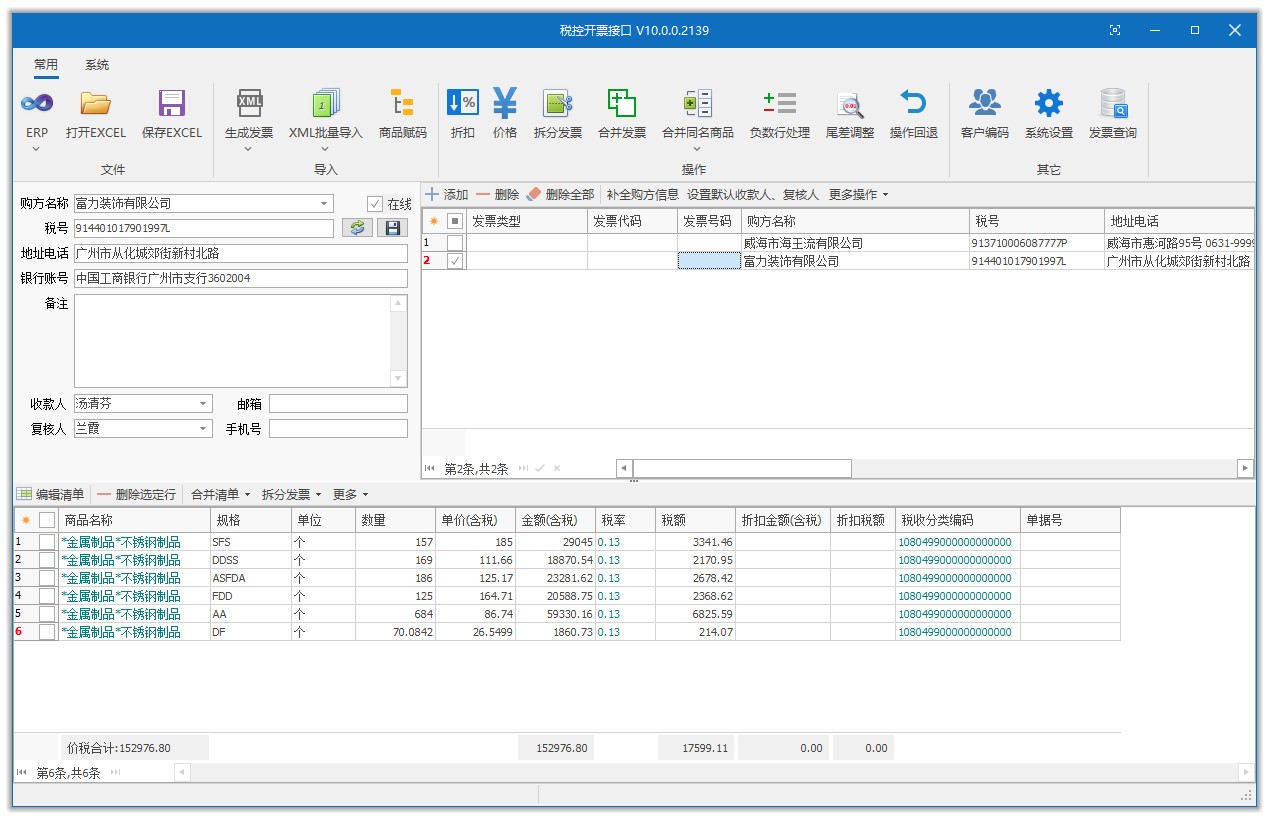 税控开票接口 V10.0.0.2139
常用 系统
ERP 打开EXCEL 保存EXCEL 生成发票 XML批量导入 商品赋码 折扣 价格 拆分发票 合并发票 合并同名商品 负数行处理 尾差调整 操作回退 客户编码 系统设置 发票查询
文件 导入 操作 其它
购方名称 富力装饰有限公司 在线
税号 914401017901997L
地址电话 广州市从化城郊街新村北路
银行账号 中国工商银行广州市支行3602004
备注
收款人 汤清芬 邮箱
复核人 兰霞 手机号
添加 删除 删除全部 补全购方信息 设置默认收款人、复核人 更多操作
发票类型 发票代码 发票号码 购方名称 税号 地址电话
1 威海市海王流有限公司 913710006087777P 威海市惠河路95号 0631-9999
2 富力装饰有限公司 914401017901997L 广州市从化城郊街新村北路
第2条,共2条
编辑清单 删除选定行 合并清单 拆分发票 更多
商品名称 规格 单位 数量 单价(含税) 金额(含税) 税率 税额 折扣金额(含税) 折扣税额 税收分类编码 单据号
1 *金属制品*不锈钢制品 SFS 个 157 185 29045 0.13 3341.46 1080499000000000000
2 *金属制品*不锈钢制品 DDSS 个 169 111.66 18870.54 0.13 2170.95 1080499000000000000
3 *金属制品*不锈钢制品 ASFDA 个 186 125.17 23281.62 0.13 2678.42 1080499000000000000
4 *金属制品*不锈钢制品 FDD 个 125 164.71 20588.75 0.13 2368.62 1080499000000000000
5 *金属制品*不锈钢制品 AA 个 684 86.74 59330.16 0.13 6825.59 1080499000000000000
6 *金属制品*不锈钢制品 DF 个 70.0842 26.5499 1860.73 0.13 214.07 1080499000000000000
价税合计:152976.80 152976.80 17599.11 0.00 0.00
第6条,共6条